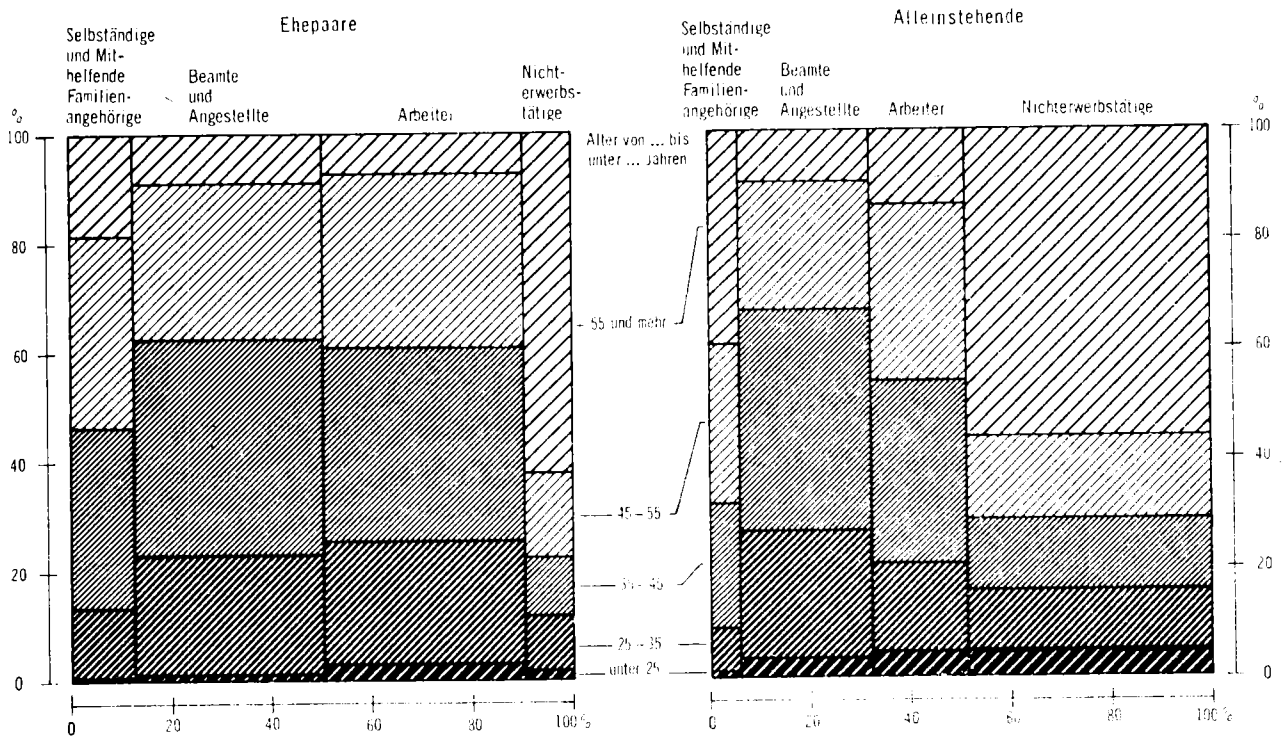 Ehepaare
Selbständige
und Mit-
helfende
Familien-
angehörige
Beamte
und
Angestellte
Arbeiter
Nicht-
erwerbs-
tätige
%
100
80
60
40
20
0
0
20
40
60
80
100 %
Alter von ... bis
unter ... Jahren
55 und mehr
45 – 55
35 – 45
25 – 35
unter 25
Alleinstehende
Selbständige
und Mit-
helfende
Familien-
angehörige
Beamte
und
Angestellte
Arbeiter
Nichterwerbstätige
%
100
80
60
40
20
0
0
20
40
60
80
100 %